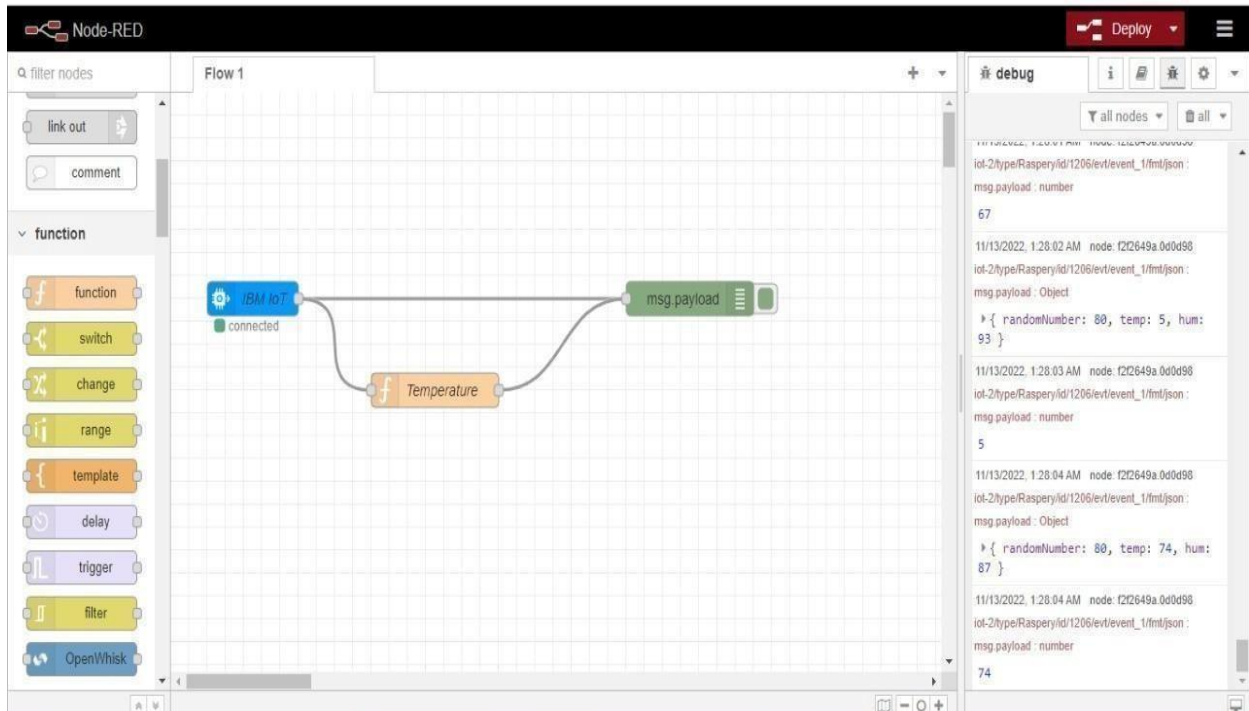 Node-RED
Deploy
filter nodes
Flow 1
debug
i
all nodes
all
link out
comment
function
function
switch
change
range
template
delay
trigger
filter
OpenWhisk
IBM IoT
connected
Temperature
msg.payload
iot-2/type/Raspery/id/1206/evt/event_1/fmt/json :
msg.payload : number
67
11/13/2022, 1:28:02 AM node: f2f2649a.0d0d98
iot-2/type/Raspery/id/1206/evt/event_1/fmt/json :
msg.payload : Object
{ randomNumber: 80, temp: 5, hum:
93 }
11/13/2022, 1:28:03 AM node: f2f2649a.0d0d98
iot-2/type/Raspery/id/1206/evt/event_1/fmt/json :
msg.payload : number
5
11/13/2022, 1:28:04 AM node: f2f2649a.0d0d98
iot-2/type/Raspery/id/1206/evt/event_1/fmt/json :
msg.payload : Object
{ randomNumber: 80, temp: 74, hum:
87 }
11/13/2022, 1:28:04 AM node: f2f2649a.0d0d98
iot-2/type/Raspery/id/1206/evt/event_1/fmt/json :
msg.payload : number
74